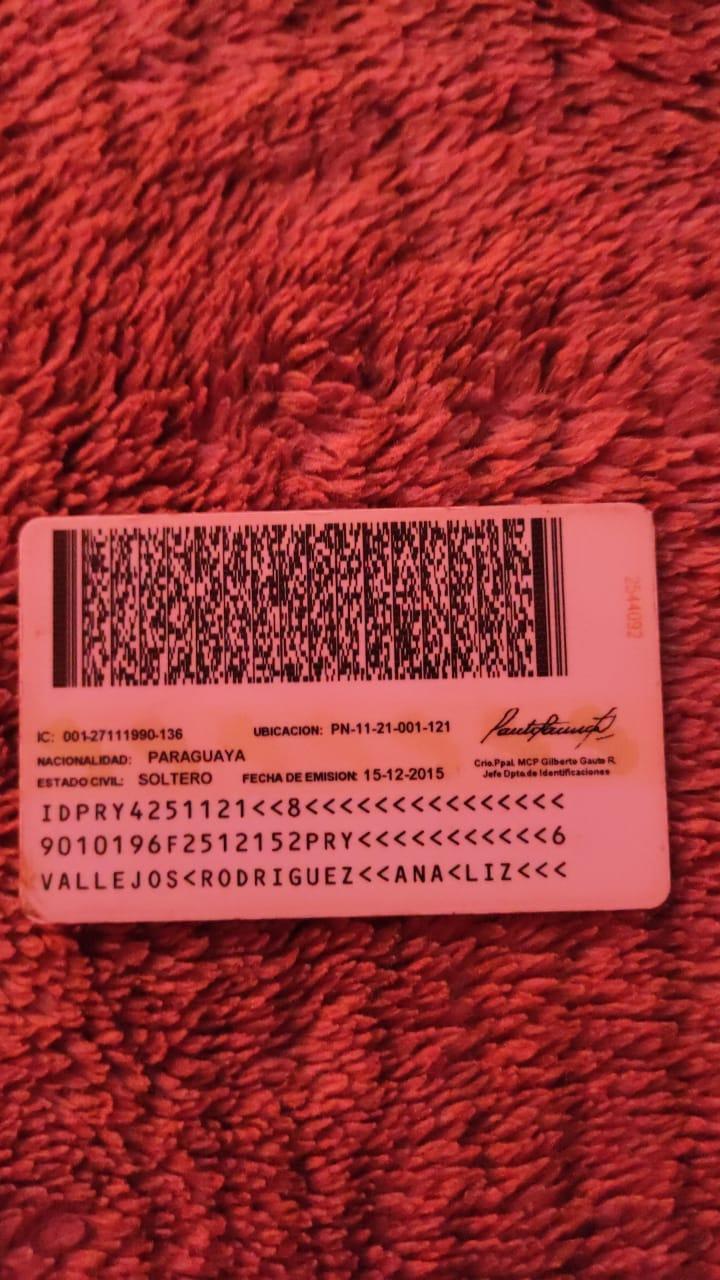 2544092
IC: 001-27111990-136 UBICACION: PN-11-21-001-121
NACIONALIDAD: PARAGUAYA
ESTADO CIVIL: SOLTERO FECHA DE EMISION: 15-12-2015
Crio.Ppal. MCP Gilberto Gauto R.
Jefe Dpto.de Identificaciones
IDPRY4251121<<8<<<<<<<<<<<<<<<
9010196F2512152PRY<<<<<<<<<<<6
VALLEJOS<RODRIGUEZ<<ANA<LIZ<<<